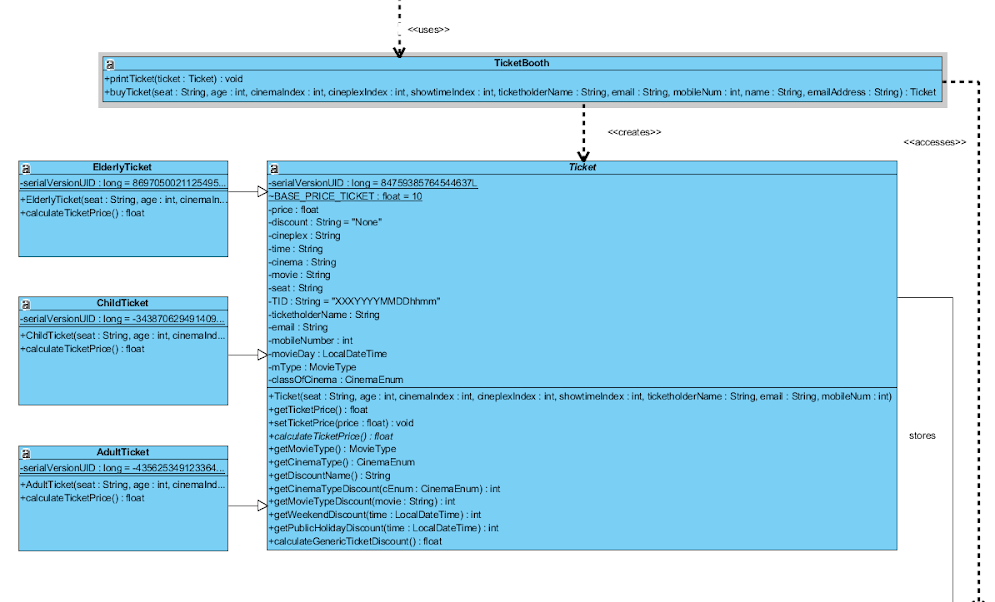 <<uses>>
TicketBooth
+printTicket(ticket : Ticket) : void
+buyTicket(seat : String, age : int, cinemaIndex : int, cineplexIndex : int, showtimeIndex : int, ticketholderName : String, email : String, mobileNum : int, name : String, emailAddress : String) : Ticket
<<creates>>
<<accesses>>
ElderlyTicket
-serialVersionUID : long = 8697050021125495...
+ElderlyTicket(seat : String, age : int, cinemaIn...
+calculateTicketPrice() : float
Ticket
-serialVersionUID : long = 84759385764544637L
~BASE_PRICE_TICKET : float = 10
-price : float
-discount : String = "None"
-cineplex : String
-time : String
-cinema : String
-movie : String
-seat : String
-TID : String = "XXXYYYYMMDDhhmm"
-ticketholderName : String
-email : String
-mobileNumber : int
-movieDay : LocalDateTime
-mType : MovieType
-classOfCinema : CinemaEnum
+Ticket(seat : String, age : int, cinemaIndex : int, cineplexIndex : int, showtimeIndex : int, ticketholderName : String, email : String, mobileNum : int)
+getTicketPrice() : float
+setTicketPrice(price : float) : void
+calculateTicketPrice() : float
+getMovieType() : MovieType
+getCinemaType() : CinemaEnum
+getDiscountName() : String
+getCinemaTypeDiscount(cEnum : CinemaEnum) : int
+getMovieTypeDiscount(movie : String) : int
+getWeekendDiscount(time : LocalDateTime) : int
+getPublicHolidayDiscount(time : LocalDateTime) : int
+calculateGenericTicketDiscount() : float
ChildTicket
-serialVersionUID : long = -343870629491409...
+ChildTicket(seat : String, age : int, cinemaInd...
+calculateTicketPrice() : float
AdultTicket
-serialVersionUID : long = -435625349123364...
+AdultTicket(seat : String, age : int, cinemaInd...
+calculateTicketPrice() : float
stores